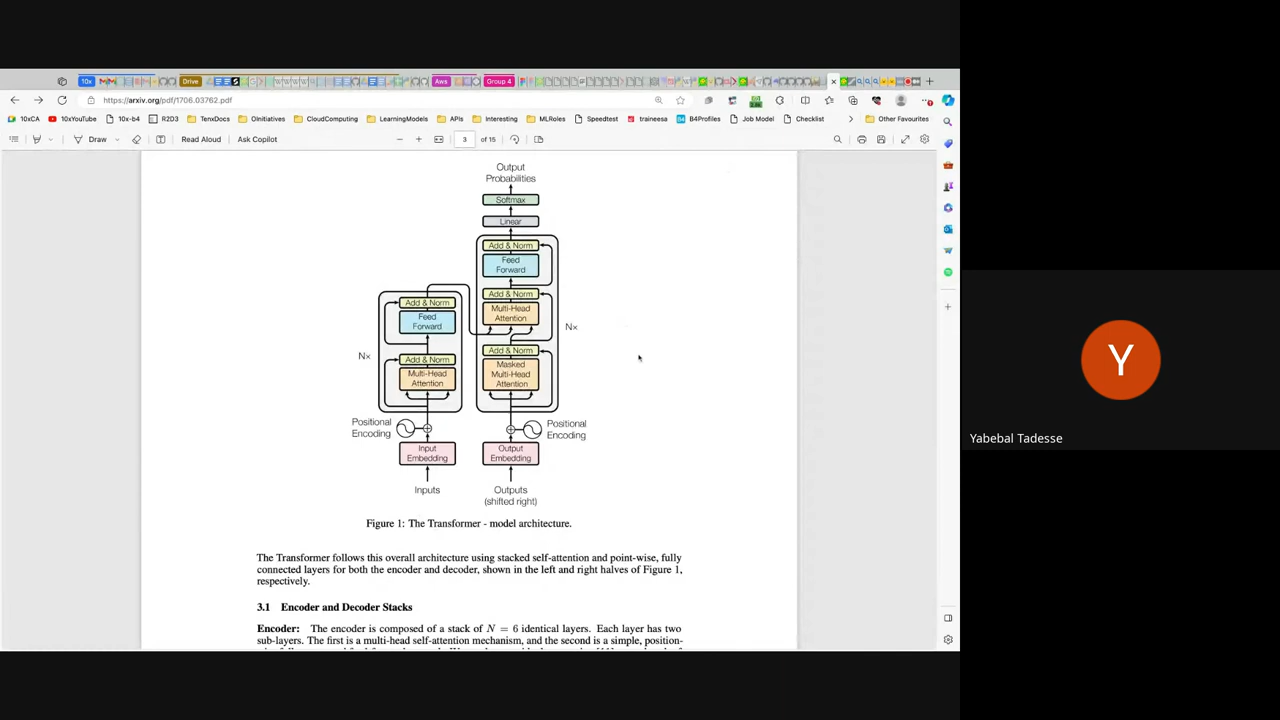 10x
Drive
Aws
Group 4
https://arxiv.org/pdf/1706.03762.pdf
10xCA
10xYouTube
10x-b4
R2D3
TenxDocs
OInitiatives
CloudComputing
LearningModels
APIs
Interesting
MLRoles
Speedtest
traineesa
B4Profiles
Job Model
Checklist
Other Favourites
Draw
Read Aloud
Ask Copilot
3
of 15
Output
Probabilities
Softmax
Linear
Add & Norm
Feed
Forward
Add & Norm
Multi-Head
Attention
Add & Norm
Masked
Multi-Head
Attention
Nx
Add & Norm
Feed
Forward
Add & Norm
Multi-Head
Attention
Nx
Positional
Encoding
Positional
Encoding
Input
Embedding
Output
Embedding
Inputs
Outputs
(shifted right)
Figure 1: The Transformer - model architecture.
The Transformer follows this overall architecture using stacked self-attention and point-wise, fully
connected layers for both the encoder and decoder, shown in the left and right halves of Figure 1,
respectively.
3.1 Encoder and Decoder Stacks
Encoder: The encoder is composed of a stack of N = 6 identical layers. Each layer has two
sub-layers. The first is a multi-head self-attention mechanism, and the second is a simple, position-
Y
Yabebal Tadesse